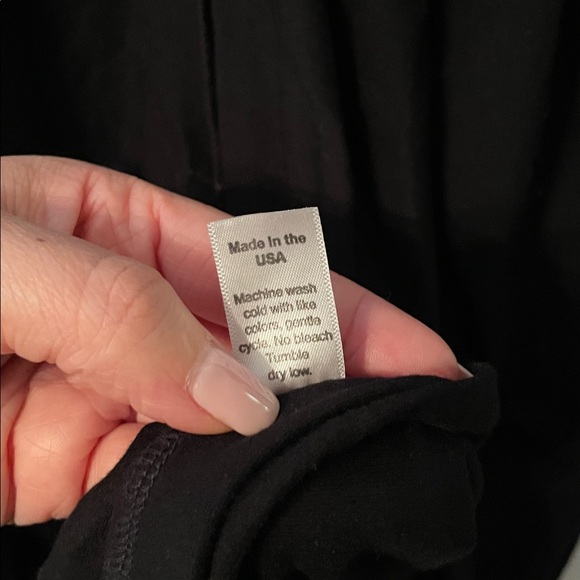 Made In the
USA
Machine wash
cold with like
colors, gentle
cycle. No bleach
Tumble
dry low.